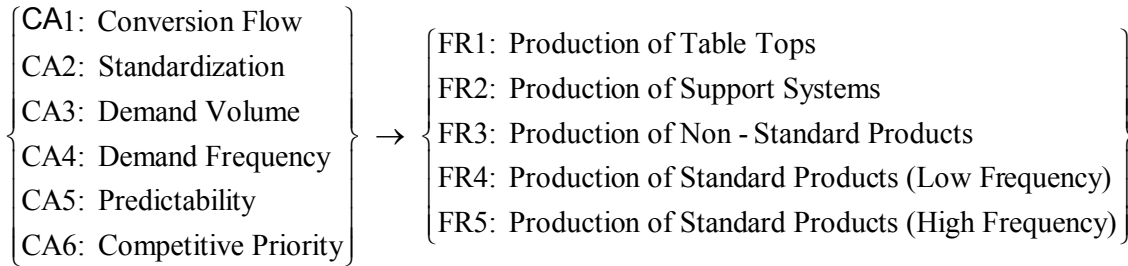 CA1: Conversion Flow
CA2: Standardization
CA3: Demand Volume
CA4: Demand Frequency
CA5: Predictability
CA6: Competitive Priority
→
FR1: Production of Table Tops
FR2: Production of Support Systems
FR3: Production of Non - Standard Products
FR4: Production of Standard Products (Low Frequency)
FR5: Production of Standard Products (High Frequency)